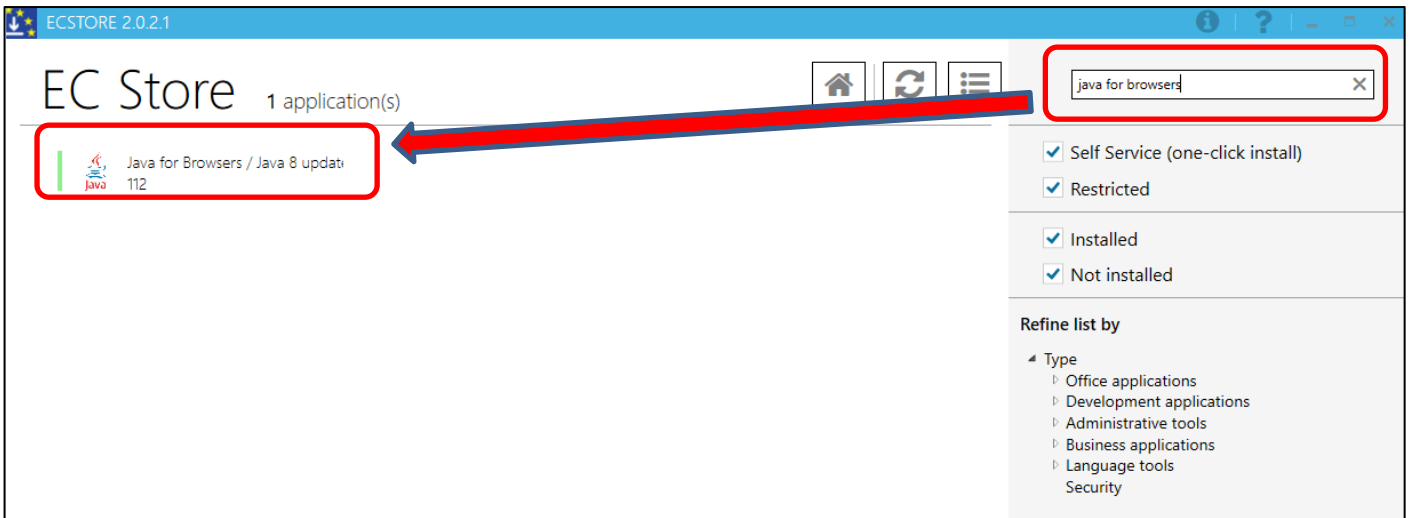 ECSTORE 2.0.2.1
EC Store 1 application(s)
java for browsers
Java for Browsers / Java 8 update
112
Java
Self Service (one-click install)
Restricted
Installed
Not installed
Refine list by
Type
Office applications
Development applications
Administrative tools
Business applications
Language tools
Security